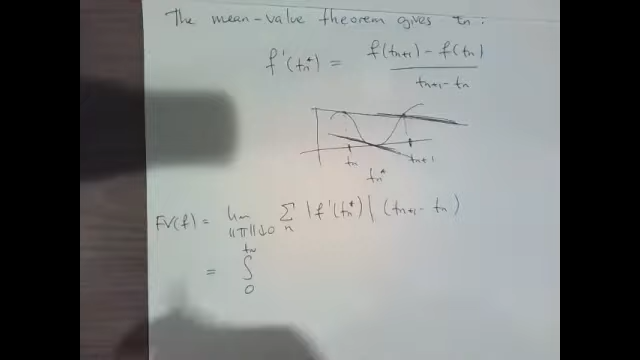 The mean-value theorem gives tn :
f'(tn*) = f(tn+1) - f(tn) / tn+1 - tn
tn tn+1
tn*
FV(f) = lim ||Π||↓0 Σn |f'(tn*)| (tn+1 - tn)
= ∫0